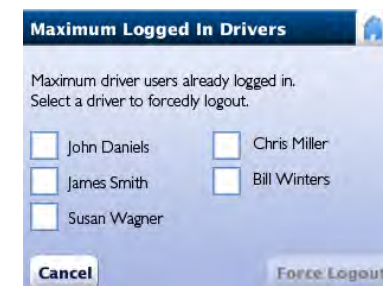 Maximum Logged In Drivers
Maximum driver users already logged in.
Select a driver to forcedly logout.
John Daniels
Chris Miller
James Smith
Bill Winters
Susan Wagner
Cancel
Force Logout